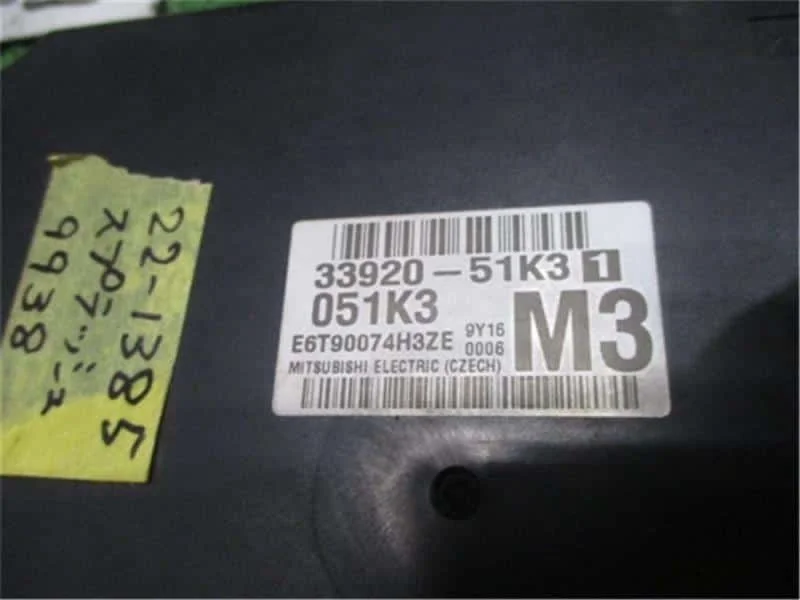 22-1385
スプラッシュ
9938
33920-51K3 1
051K3
M3
E6T90074H3ZE
9Y16
0006
MITSUBISHI ELECTRIC (CZECH)